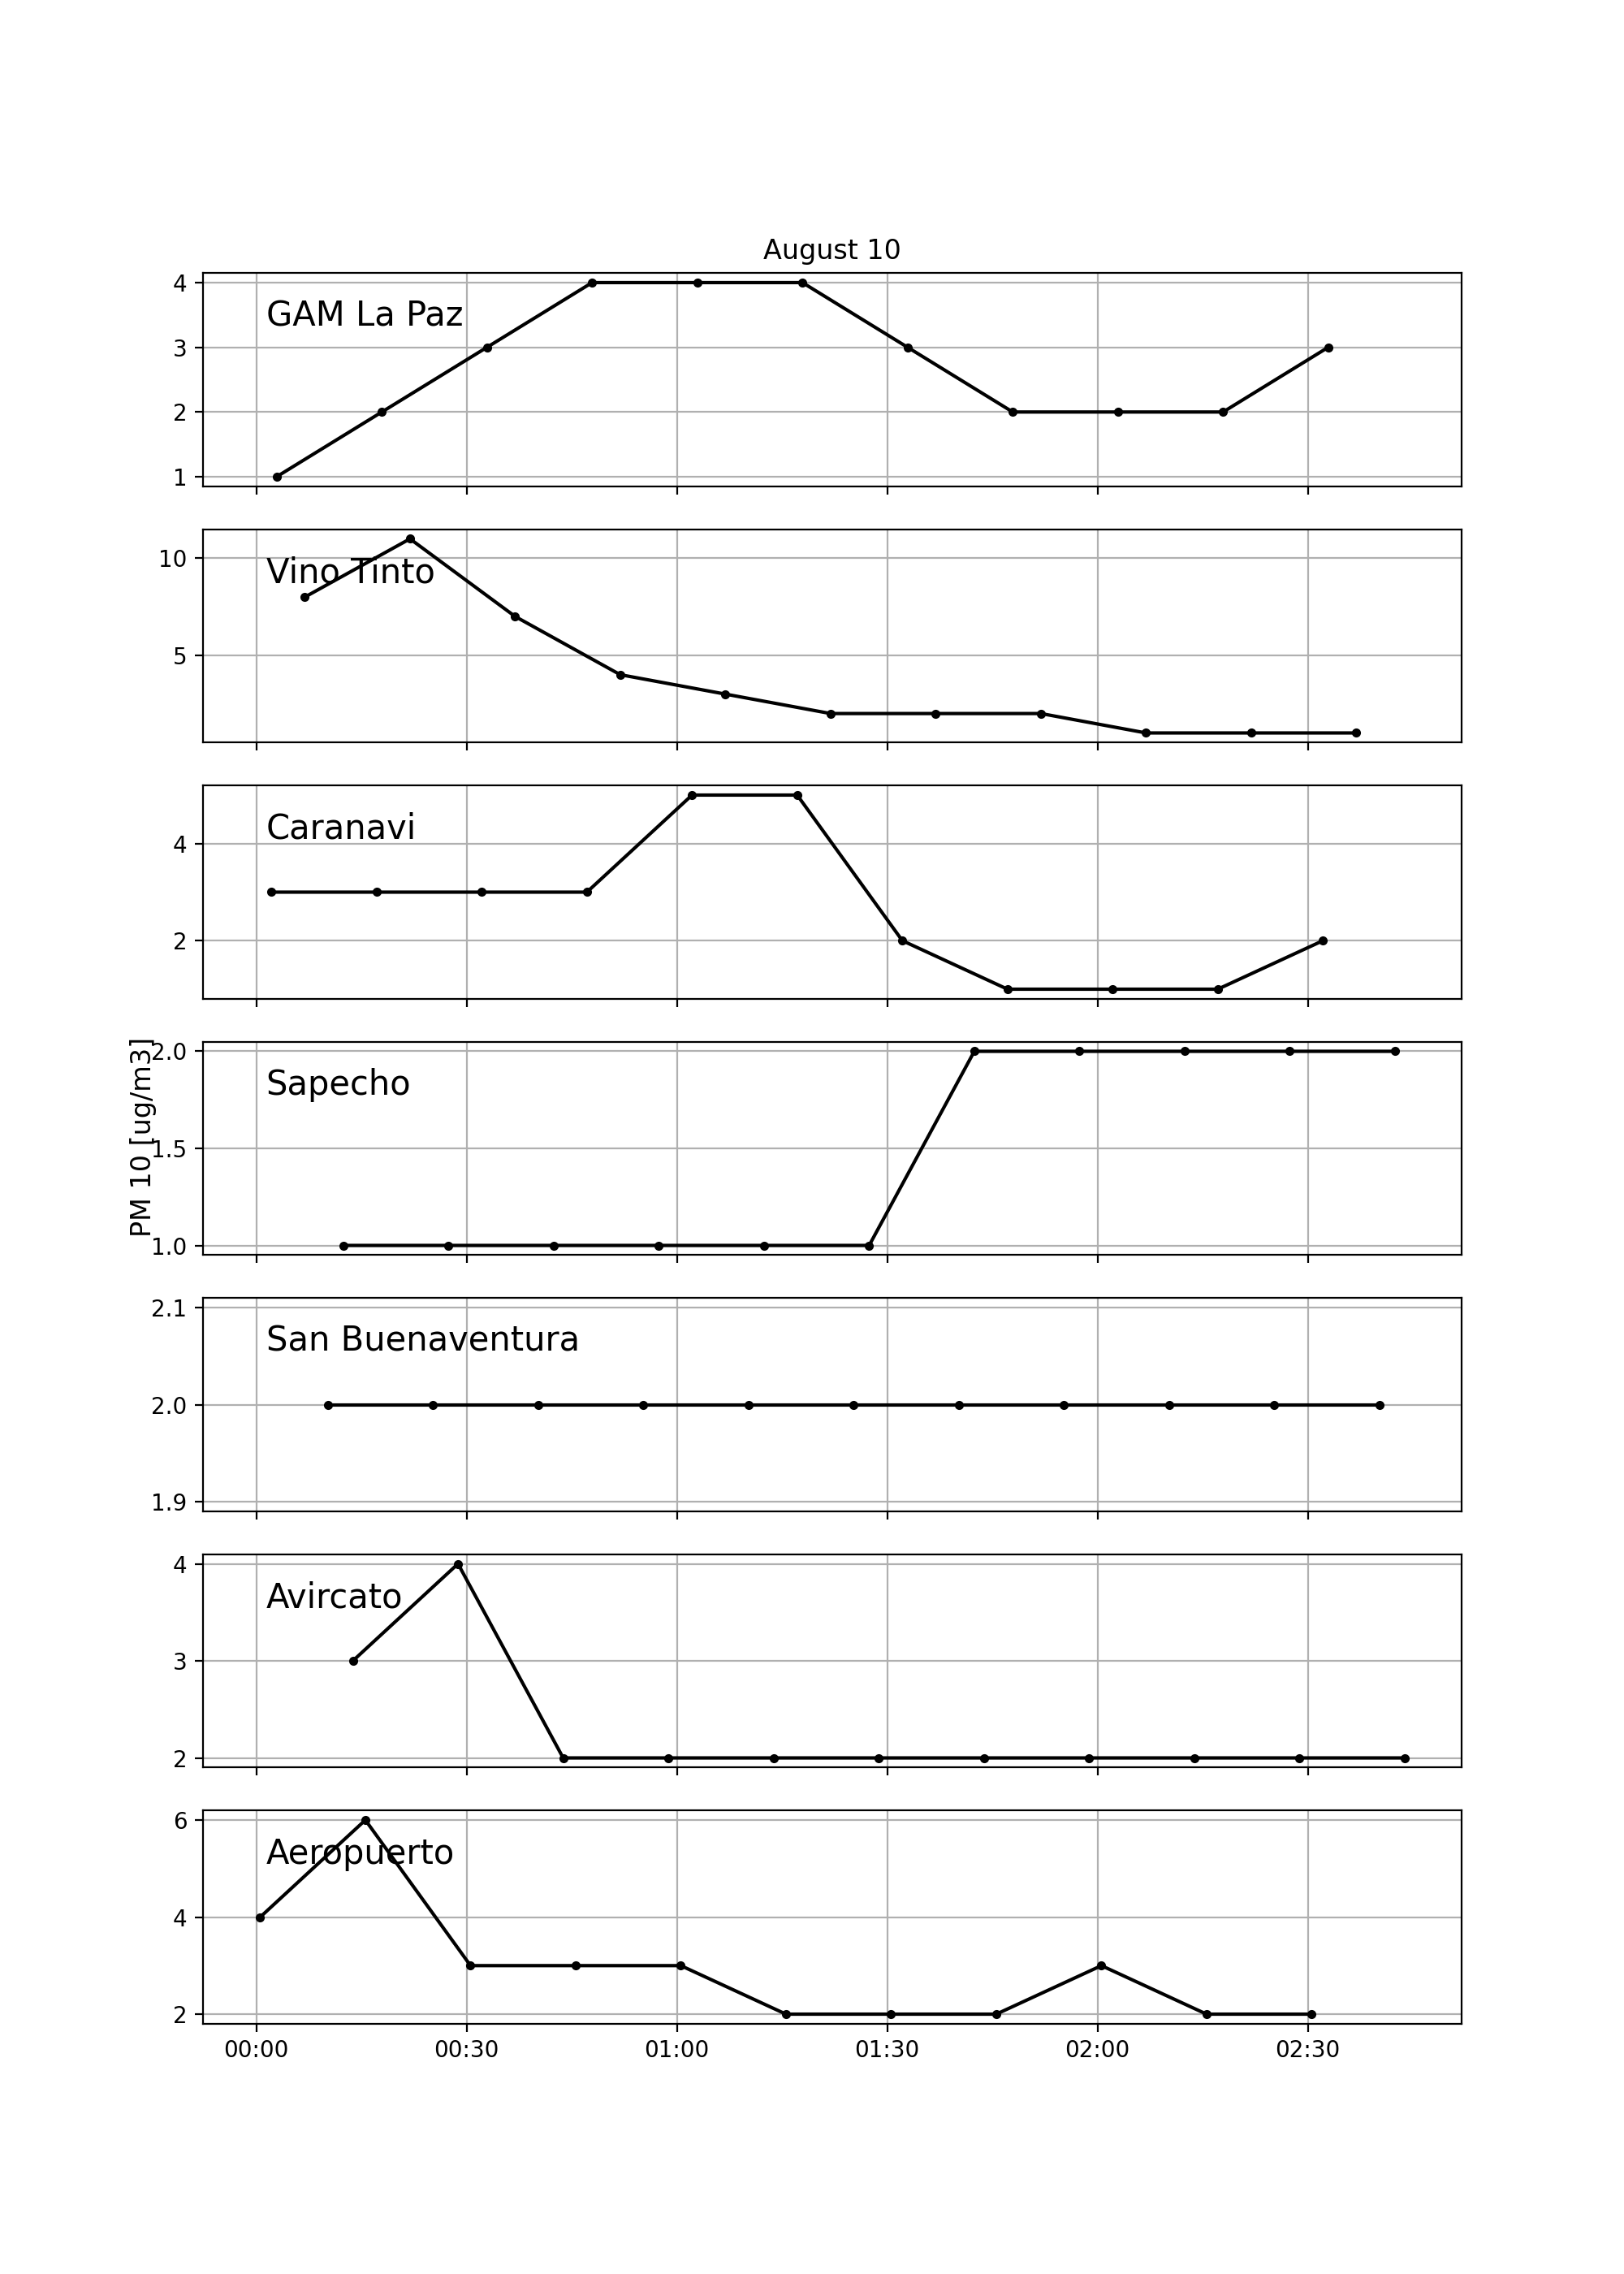 August 10
4
GAM La Paz
3
2
1
10
Vino Tinto
5
Caranavi
4
2
PM 10 [ug/m3]
2.0
Sapecho
1.5
1.0
2.1
San Buenaventura
2.0
1.9
4
Avircato
3
2
6
Aeropuerto
4
2
00:00 00:30 01:00 01:30 02:00 02:30